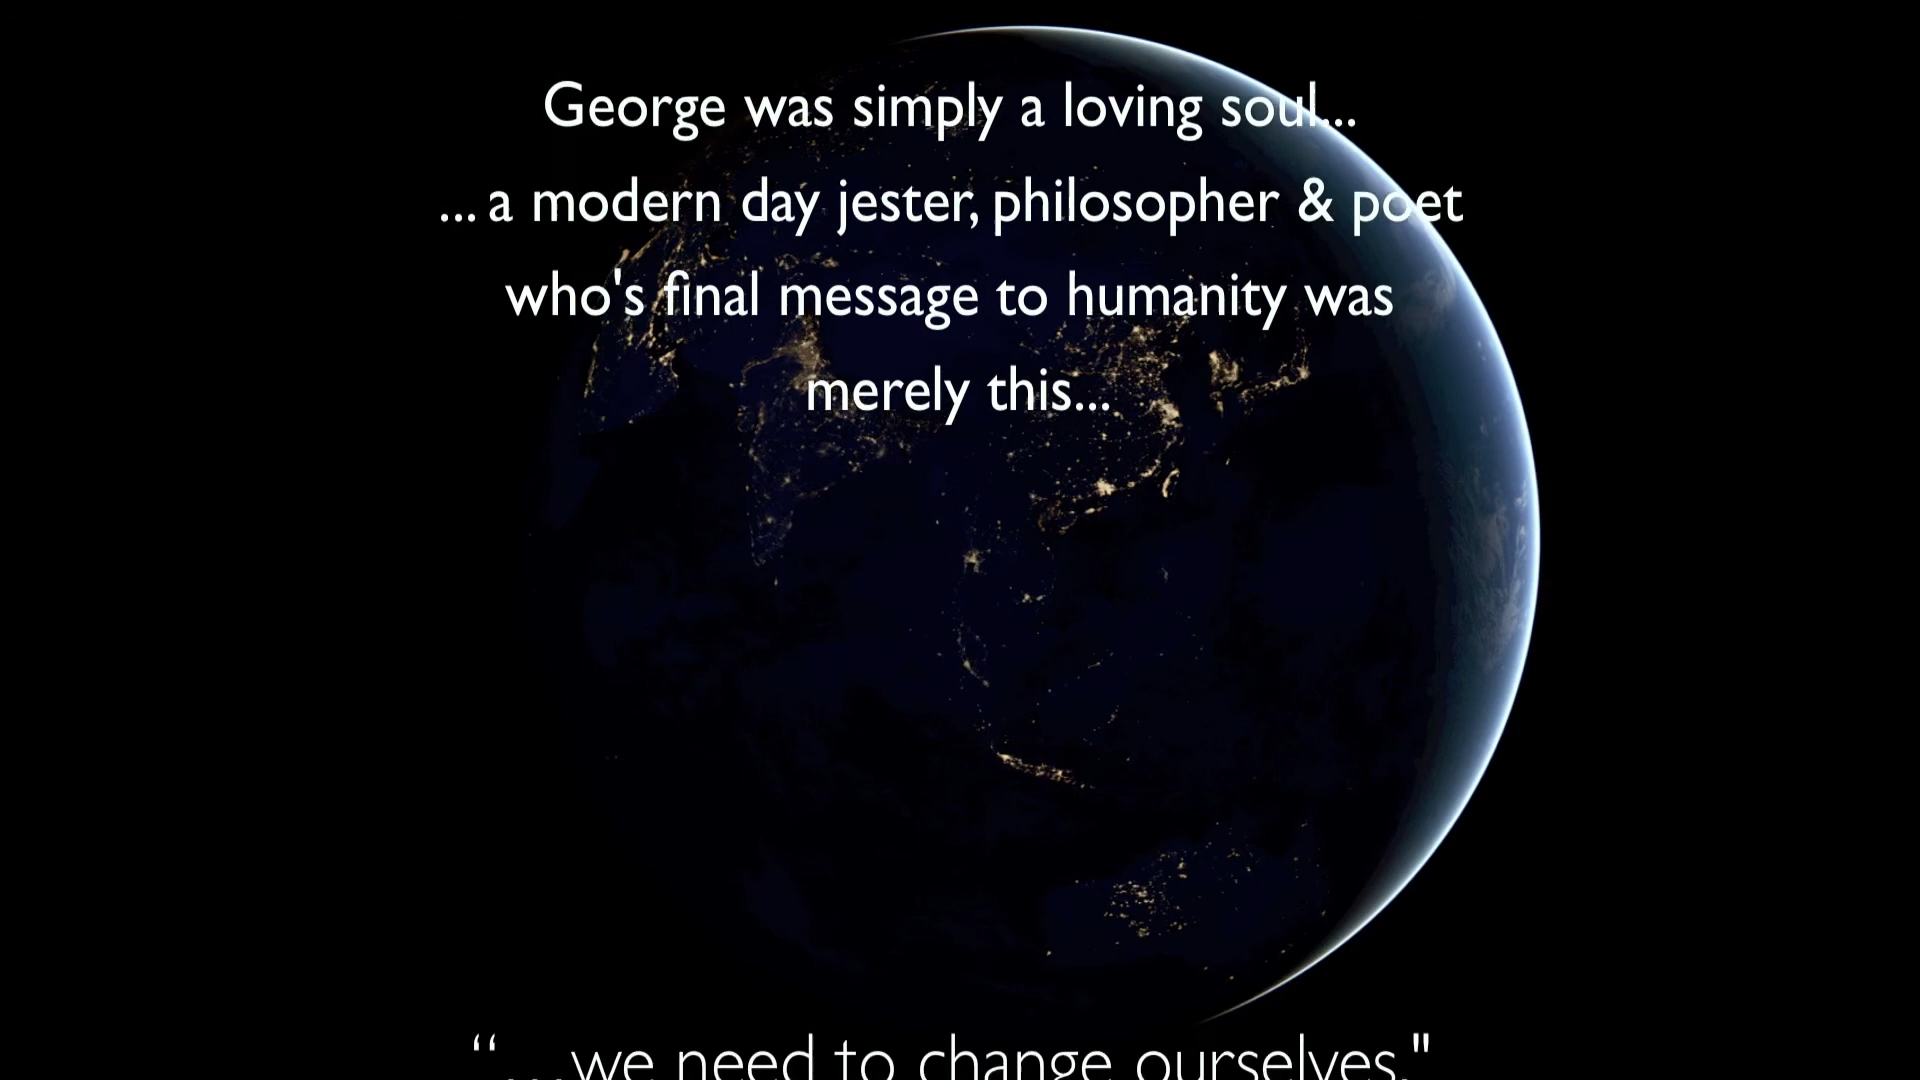 George was simply a loving soul...
... a modern day jester, philosopher & poet
who's final message to humanity was
merely this...
“...we need to change ourselves."